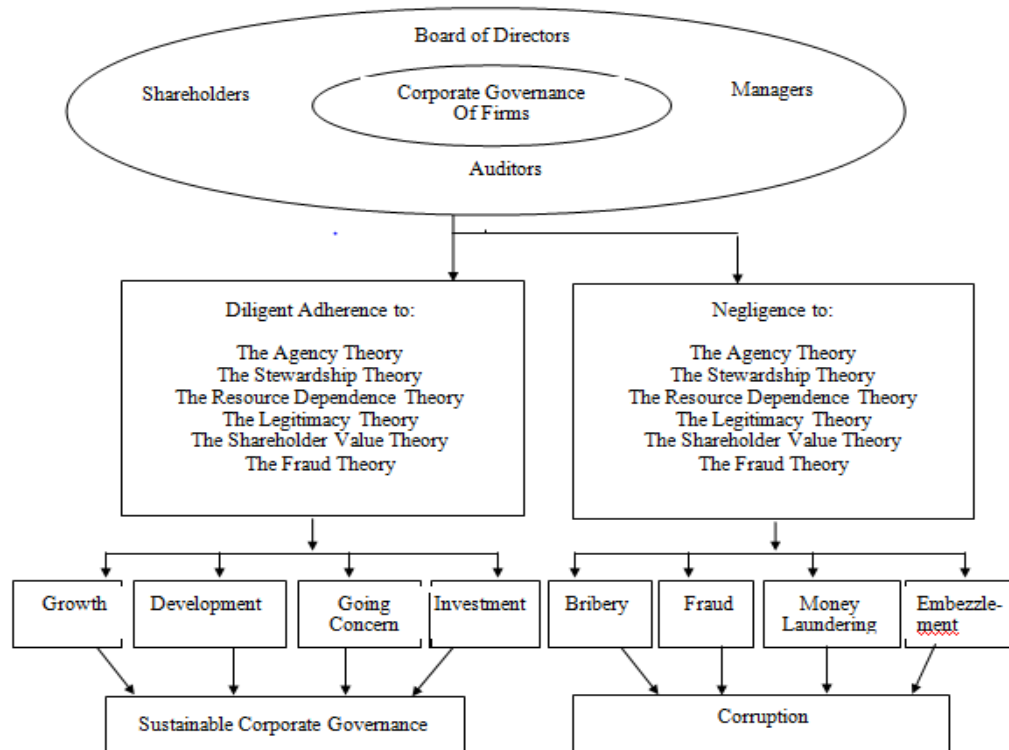 Board of Directors
Shareholders
Managers
Corporate Governance
Of Firms
Auditors
Diligent Adherence to:
The Agency Theory
The Stewardship Theory
The Resource Dependence Theory
The Legitimacy Theory
The Shareholder Value Theory
The Fraud Theory
Negligence to:
The Agency Theory
The Stewardship Theory
The Resource Dependence Theory
The Legitimacy Theory
The Shareholder Value Theory
The Fraud Theory
Growth
Development
Going
Concern
Investment
Bribery
Fraud
Money
Laundering
Embezzle-
ment
Sustainable Corporate Governance
Corruption